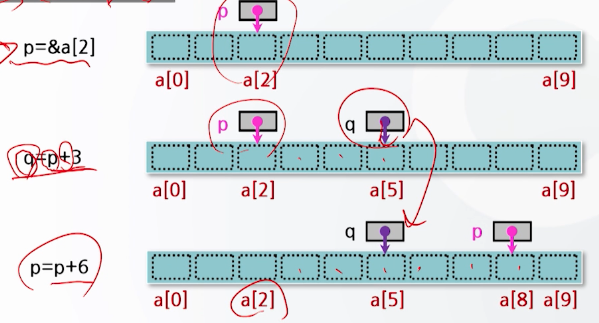 p
p=&a[2]
a[0] a[2] a[9]
p q
q=p+3
a[0] a[2] a[5] a[9]
q p
p=p+6
a[0] a[2] a[5] a[8] a[9]